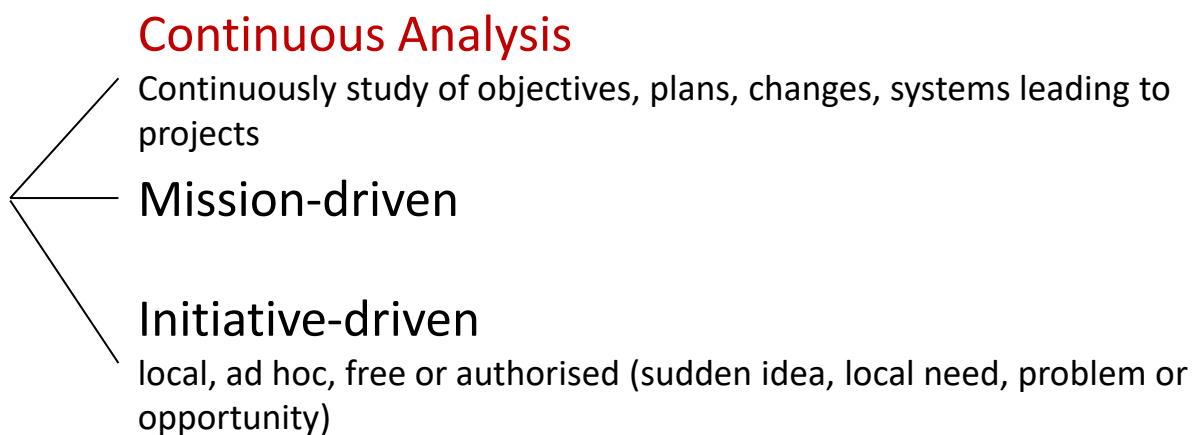 Continuous Analysis
Continuously study of objectives, plans, changes, systems leading to
projects
Mission-driven
Initiative-driven
local, ad hoc, free or authorised (sudden idea, local need, problem or
opportunity)